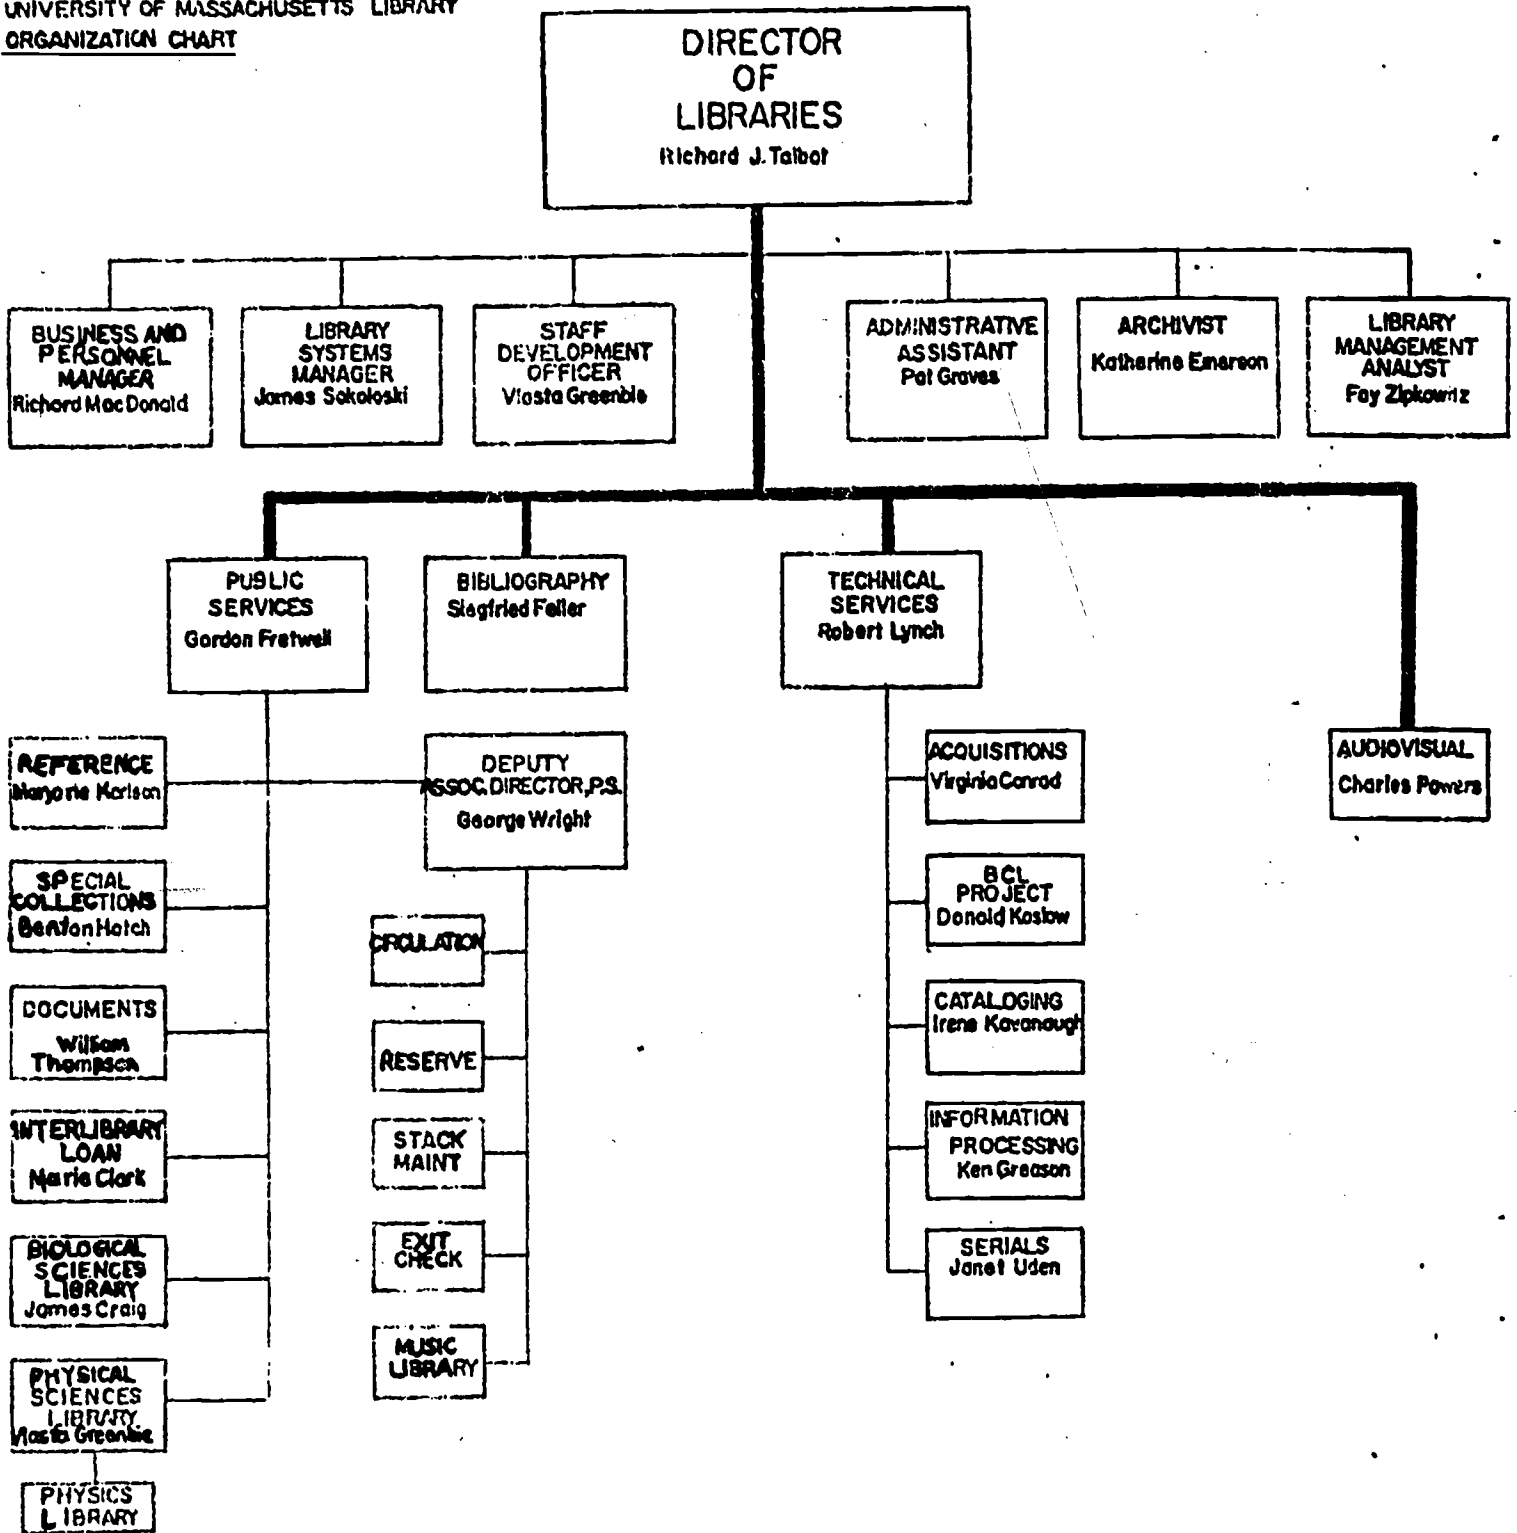 UNIVERSITY OF MASSACHUSETTS LIBRARY
ORGANIZATION CHART
DIRECTOR
OF
LIBRARIES
Richard J. Talbot
BUSINESS AND
PERSONNEL
MANAGER
Richard MacDonald
LIBRARY
SYSTEMS
MANAGER
James Sokoloski
STAFF
DEVELOPMENT
OFFICER
Vlasta Greenbie
ADMINISTRATIVE
ASSISTANT
Pat Graves
ARCHIVIST
Katharine Emerson
LIBRARY
MANAGEMENT
ANALYST
Fay Zipkowitz
PUBLIC
SERVICES
Gordon Fretwell
BIBLIOGRAPHY
Siegfried Feller
TECHNICAL
SERVICES
Robert Lynch
REFERENCE
Marjorie Karlson
DEPUTY
ASSOC. DIRECTOR, P.S.
George Wright
ACQUISITIONS
Virginia Conrad
AUDIOVISUAL
Charles Powers
SPECIAL
COLLECTIONS
Benton Hatch
BCL
PROJECT
Donald Koslow
CIRCULATION
DOCUMENTS
William
Thompson
CATALOGING
Irene Kavanaugh
RESERVE
INTERLIBRARY
LOAN
Marie Clark
STACK
MAINT
INFORMATION
PROCESSING
Ken Greason
BIOLOGICAL
SCIENCES
LIBRARY
James Craig
EXIT
CHECK
SERIALS
Janet Uden
MUSIC
LIBRARY
PHYSICAL
SCIENCES
LIBRARY
Vlasta Greenbie
PHYSICS
LIBRARY